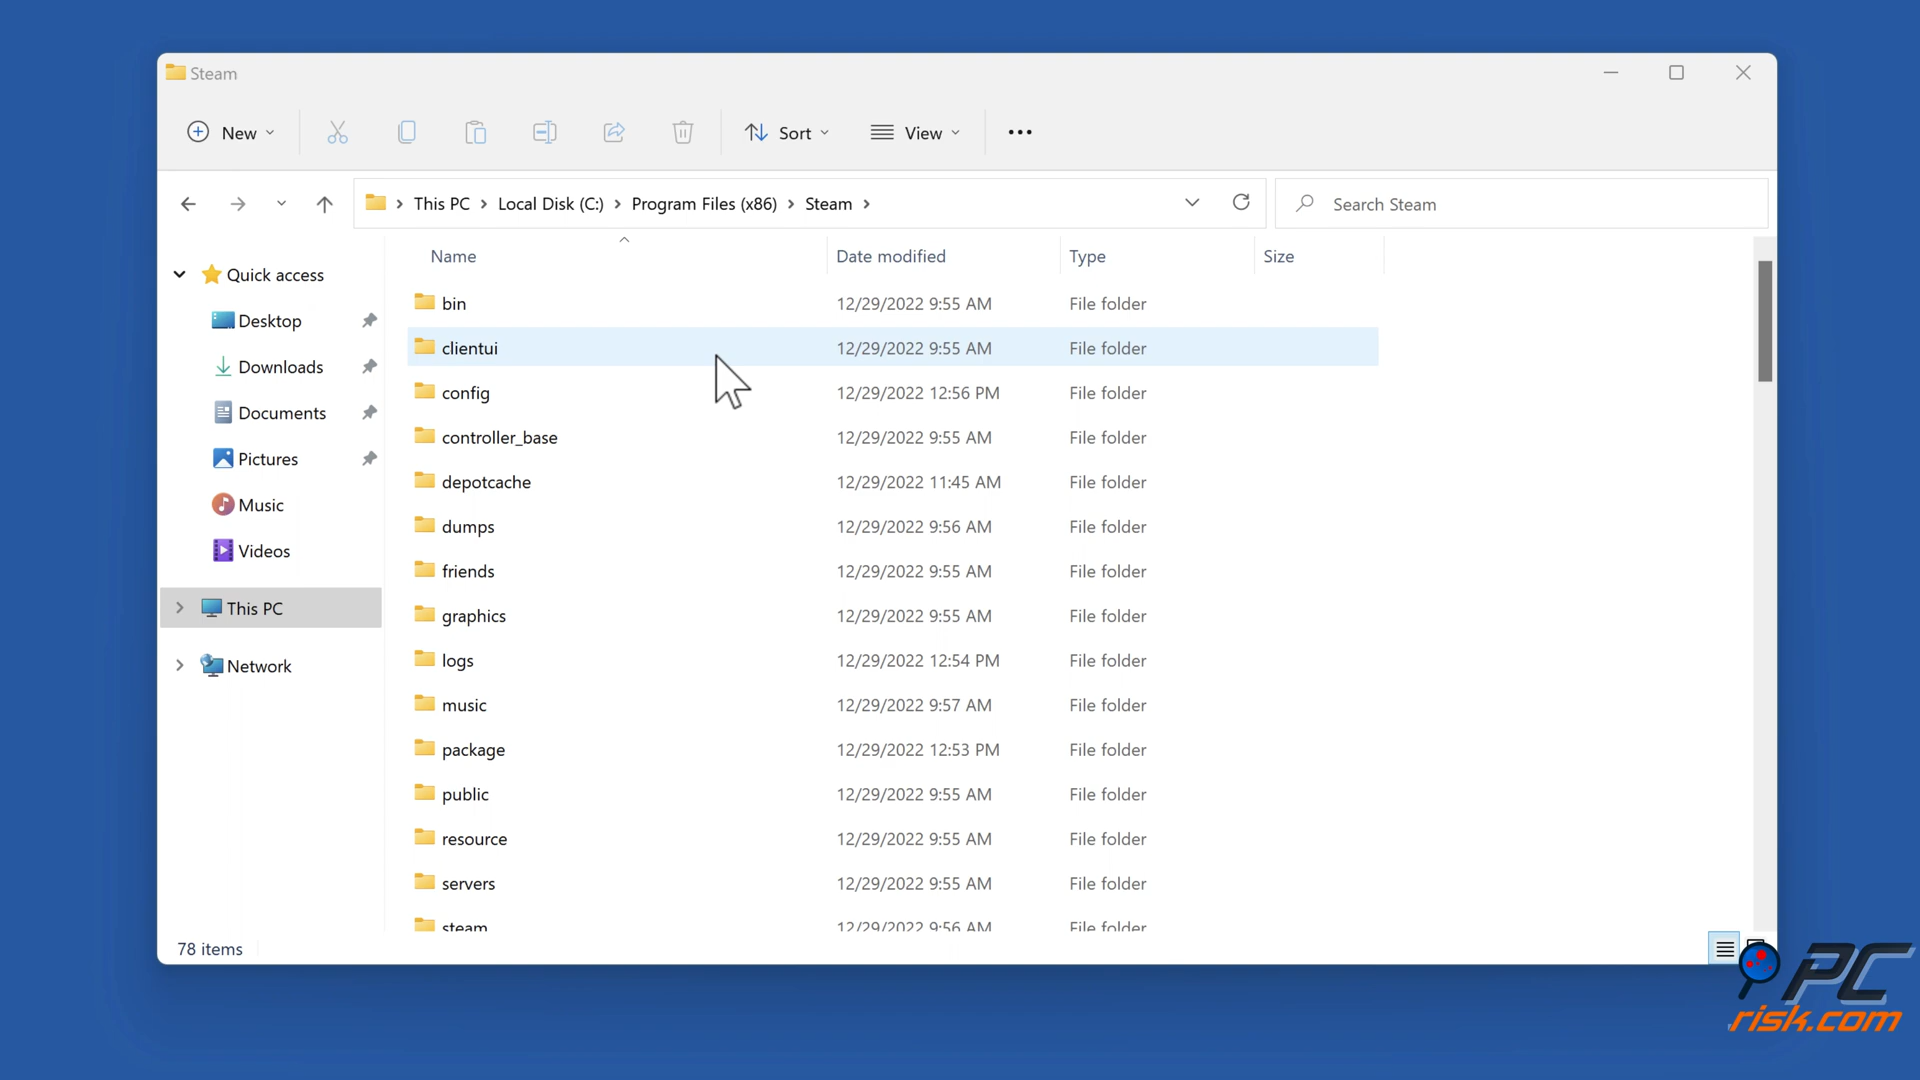 Steam
New
Sort
View
This PC > Local Disk (C:) > Program Files (x86) > Steam >
Search Steam
Name Date modified Type Size
Quick access
Desktop
Downloads
Documents
Pictures
Music
Videos
This PC
Network
bin 12/29/2022 9:55 AM File folder
clientui 12/29/2022 9:55 AM File folder
config 12/29/2022 12:56 PM File folder
controller_base 12/29/2022 9:55 AM File folder
depotcache 12/29/2022 11:45 AM File folder
dumps 12/29/2022 9:56 AM File folder
friends 12/29/2022 9:55 AM File folder
graphics 12/29/2022 9:55 AM File folder
logs 12/29/2022 12:54 PM File folder
music 12/29/2022 9:57 AM File folder
package 12/29/2022 12:53 PM File folder
public 12/29/2022 9:55 AM File folder
resource 12/29/2022 9:55 AM File folder
servers 12/29/2022 9:55 AM File folder
steam 12/29/2022 9:56 AM File folder
78 items
PC
risk.com